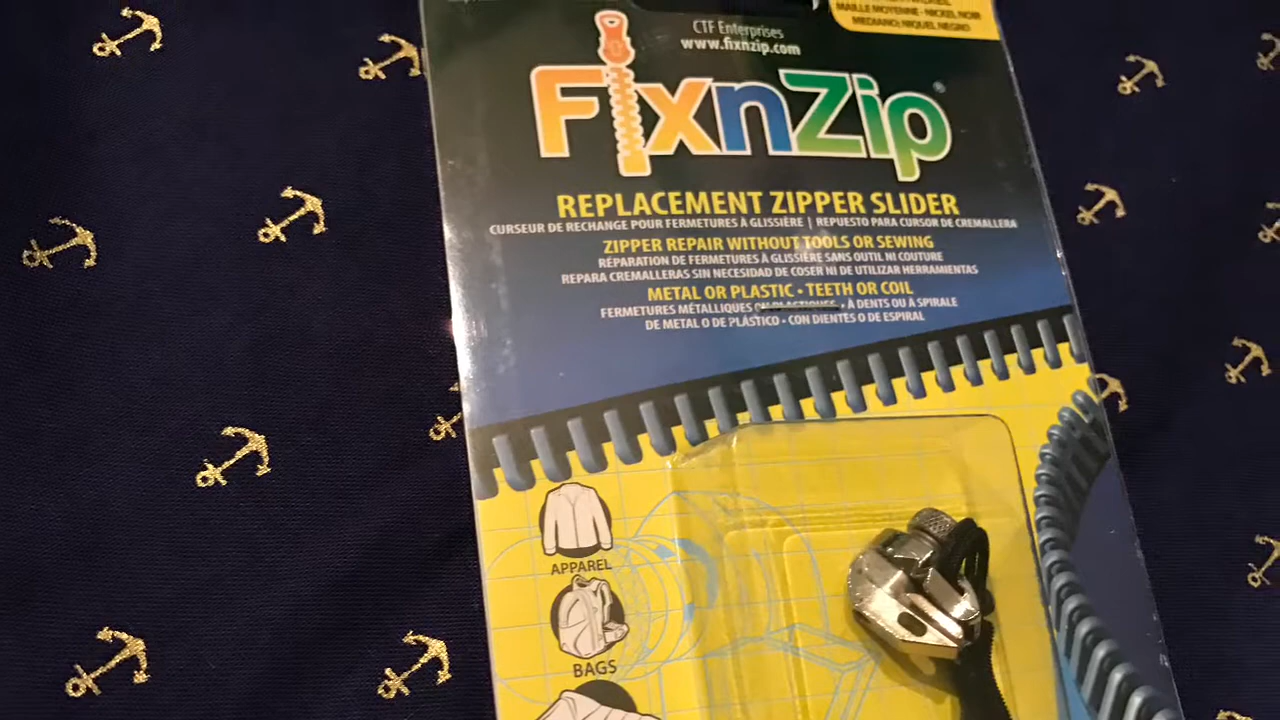 MAILLE MOYENNE - NICKEL NOIR
MEDIANO: NIQUEL NEGRO
CTF Enterprises
www.fixnzip.com
FixnZip®
REPLACEMENT ZIPPER SLIDER
CURSEUR DE RECHANGE POUR FERMETURES À GLISSIÈRE | REPUESTO PARA CURSOR DE CREMALLERA
ZIPPER REPAIR WITHOUT TOOLS OR SEWING
RÉPARATION DE FERMETURES À GLISSIÈRE SANS OUTIL NI COUTURE
REPARA CREMALLERAS SIN NECESIDAD DE COSER NI DE UTILIZAR HERRAMIENTAS
METAL OR PLASTIC • TEETH OR COIL
FERMETURES MÉTALLIQUES • À DENTS OU À SPIRALE
DE METAL O DE PLÁSTICO • CON DIENTES O DE ESPIRAL
APPAREL
BAGS